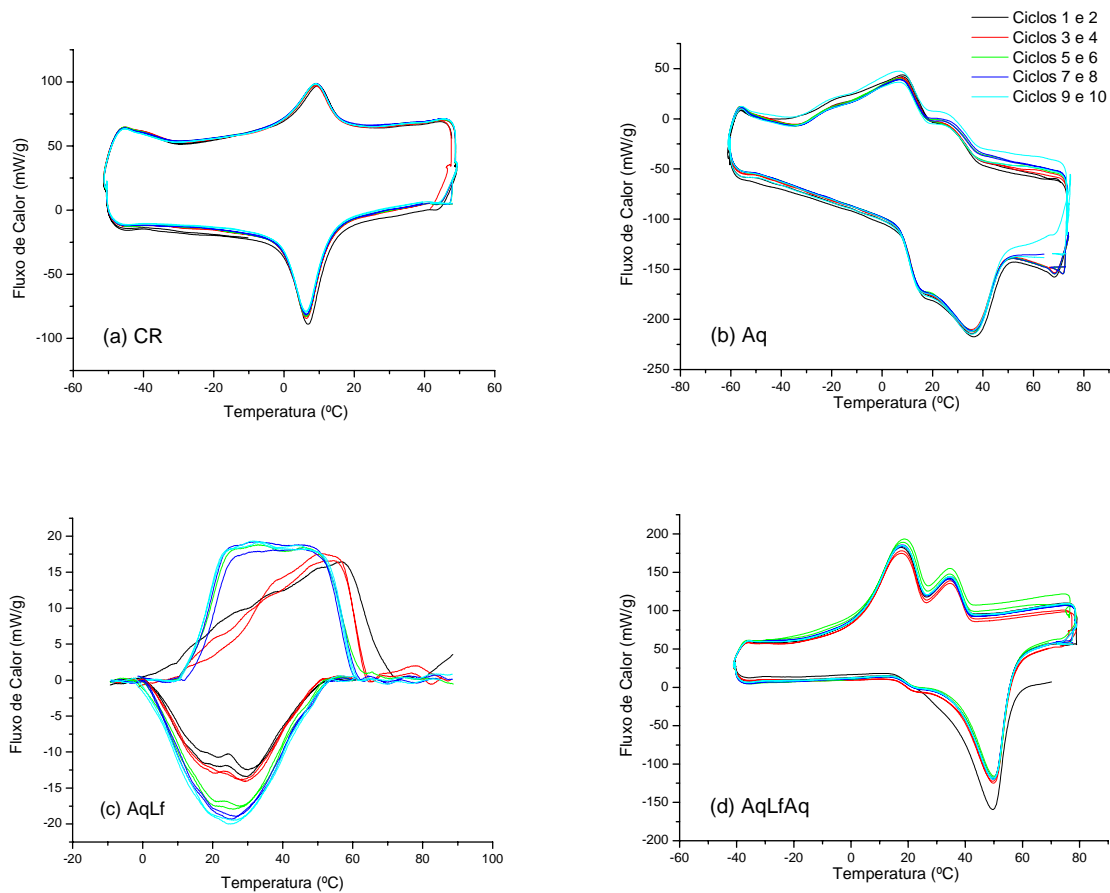 Ciclos 1 e 2
Ciclos 3 e 4
Ciclos 5 e 6
Ciclos 7 e 8
Ciclos 9 e 10
Fluxo de Calor (mW/g)
100
50
0
-50
-100
(a) CR
-60 -40 -20 0 20 40 60
Temperatura (ºC)
Fluxo de Calor (mW/g)
50
0
-50
-100
-150
-200
-250
(b) Aq
-80 -60 -40 -20 0 20 40 60 80
Temperatura (ºC)
Fluxo de Calor (mW/g)
20
15
10
5
0
-5
-10
-15
-20
(c) AqLf
-20 0 20 40 60 80 100
Temperatura (ºC)
Fluxo de Calor (mW/g)
200
150
100
50
0
-50
-100
-150
-200
(d) AqLfAq
-60 -40 -20 0 20 40 60 80
Temperatura (ºC)